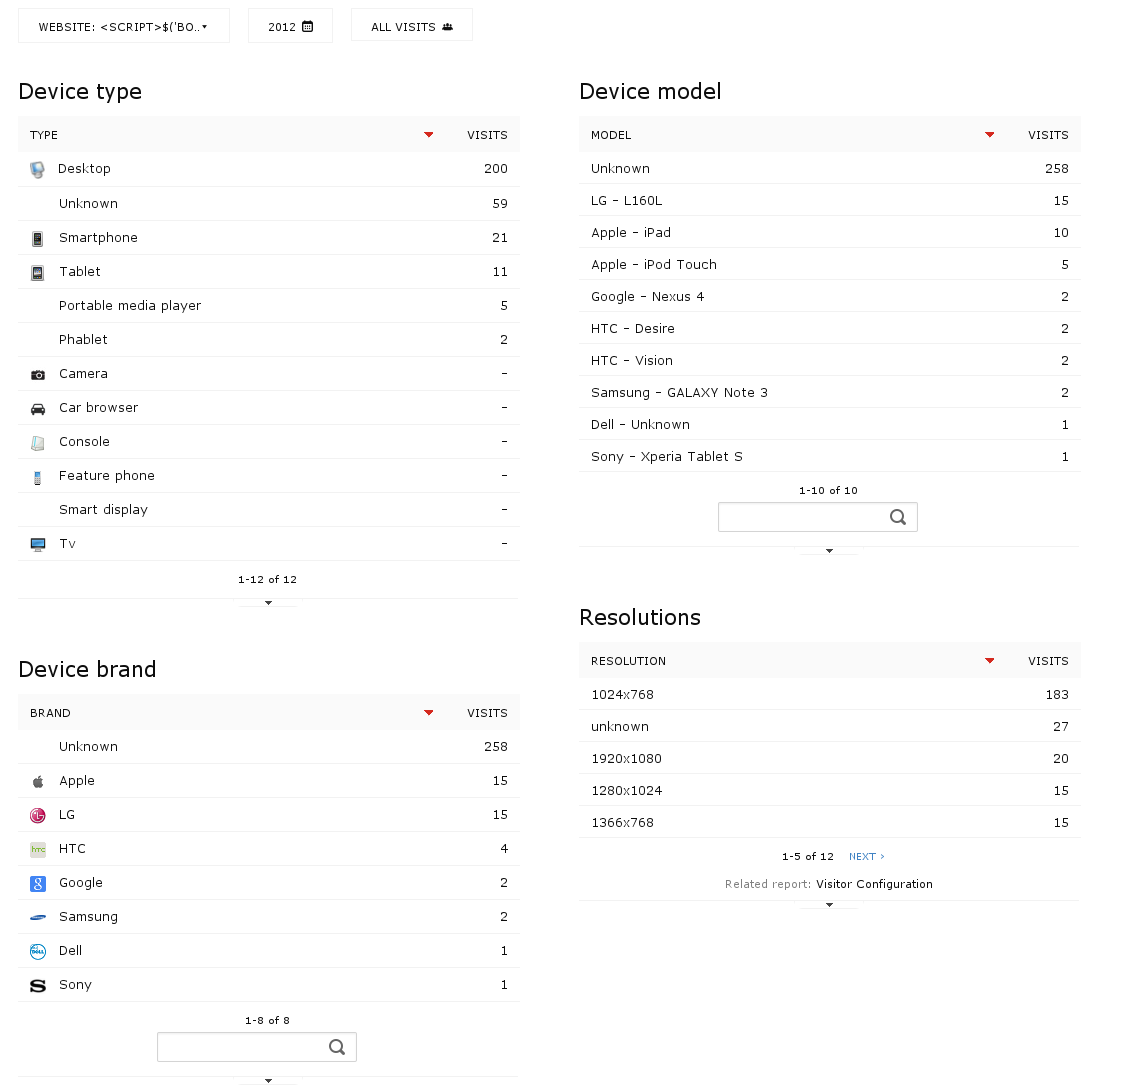 WEBSITE: <SCRIPT>$('BO..
2012
ALL VISITS
Device type
TYPE VISITS
Desktop 200
Unknown 59
Smartphone 21
Tablet 11
Portable media player 5
Phablet 2
Camera -
Car browser -
Console -
Feature phone -
Smart display -
Tv -
1-12 of 12
Device brand
BRAND VISITS
Unknown 258
Apple 15
LG 15
HTC 4
Google 2
Samsung 2
Dell 1
Sony 1
1-8 of 8
Device model
MODEL VISITS
Unknown 258
LG - L160L 15
Apple - iPad 10
Apple - iPod Touch 5
Google - Nexus 4 2
HTC - Desire 2
HTC - Vision 2
Samsung - GALAXY Note 3 2
Dell - Unknown 1
Sony - Xperia Tablet S 1
1-10 of 10
Resolutions
RESOLUTION VISITS
1024x768 183
unknown 27
1920x1080 20
1280x1024 15
1366x768 15
1-5 of 12 NEXT ›
Related report: Visitor Configuration